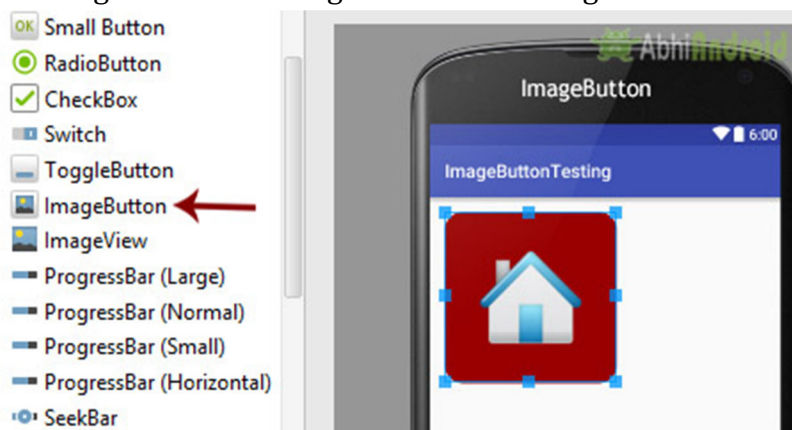 OK Small Button
RadioButton
CheckBox
Switch
ToggleButton
ImageButton
ImageView
ProgressBar (Large)
ProgressBar (Normal)
ProgressBar (Small)
ProgressBar (Horizontal)
SeekBar
AbhiAndroid
ImageButton
6:00
ImageButtonTesting